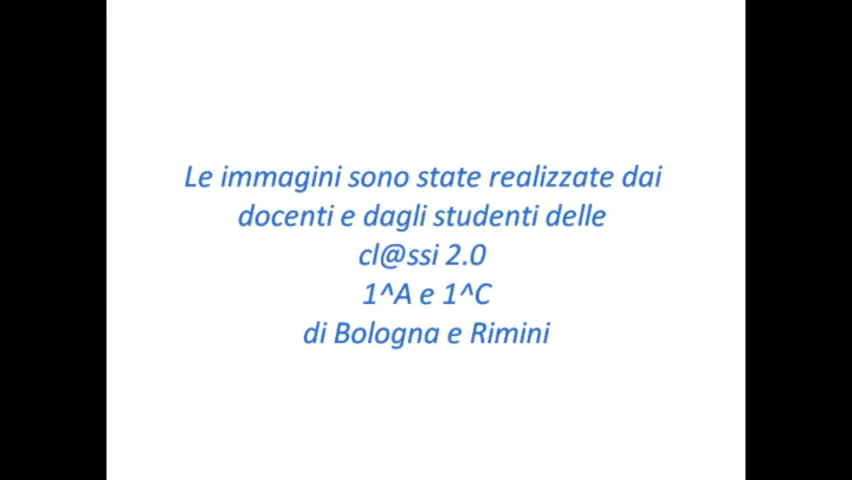 Le immagini sono state realizzate dai
docenti e dagli studenti delle
cl@ssi 2.0
1^A e 1^C
di Bologna e Rimini